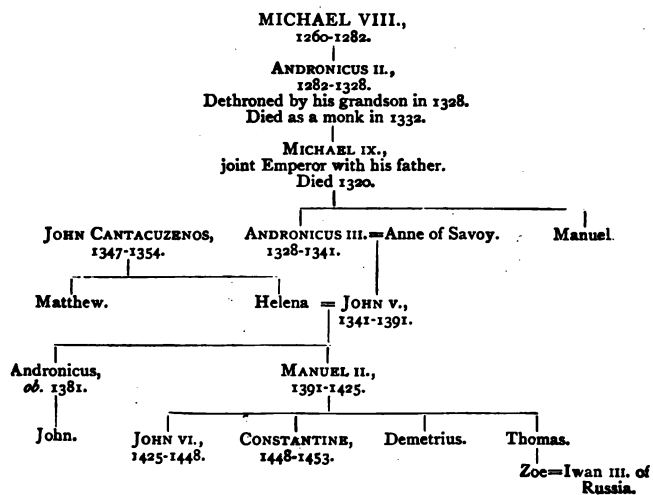 MICHAEL VIII.,
1260-1282.
ANDRONICUS II.,
1282-1328.
Dethroned by his grandson in 1328.
Died as a monk in 1332.
MICHAEL IX.,
joint Emperor with his father.
Died 1320.
JOHN CANTACUZENOS, ANDRONICUS III.=Anne of Savoy. Manuel.
1347-1354. 1328-1341.
Matthew. Helena = JOHN V.,
1341-1391.
Andronicus, MANUEL II.,
ob. 1381. 1391-1425.
John. JOHN VI., CONSTANTINE, Demetrius. Thomas.
1425-1448. 1448-1453.
Zoe=Iwan III. of
Russia.